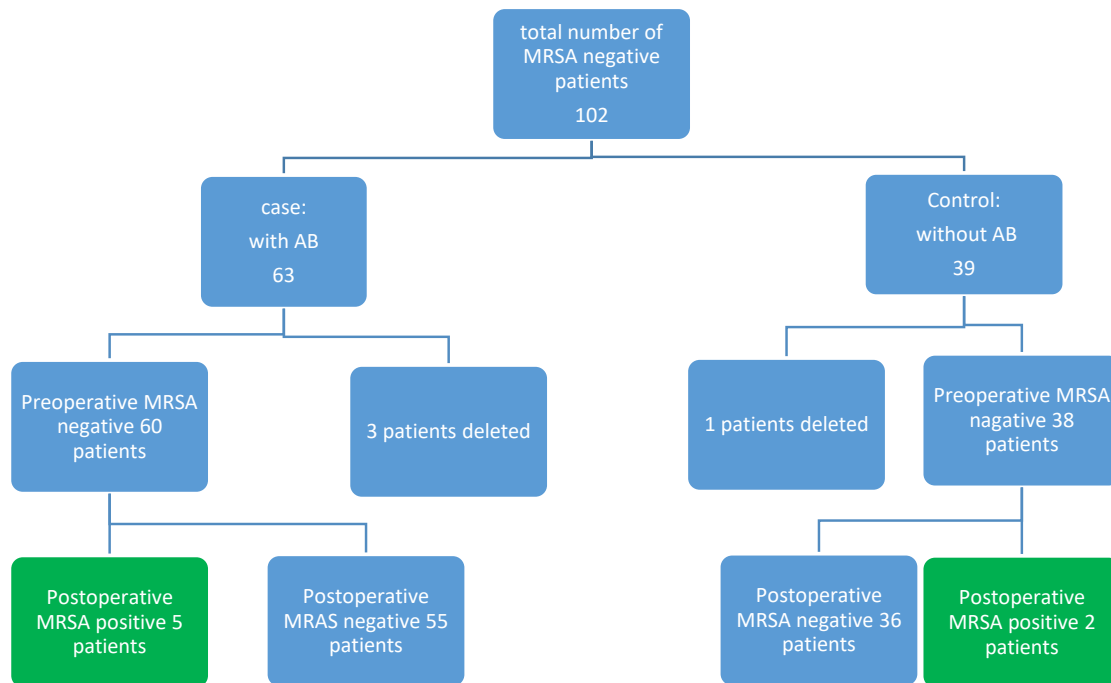 total number of
MRSA negative
patients
102
case:
with AB
63
Control:
without AB
39
Preoperative MRSA
negative 60
patients
3 patients deleted
1 patients deleted
Preoperative MRSA
nagative 38
patients
Postoperative
MRSA positive 5
patients
Postoperative
MRAS negative 55
patients
Postoperative
MRSA negative 36
patients
Postoperative
MRSA positive 2
patients